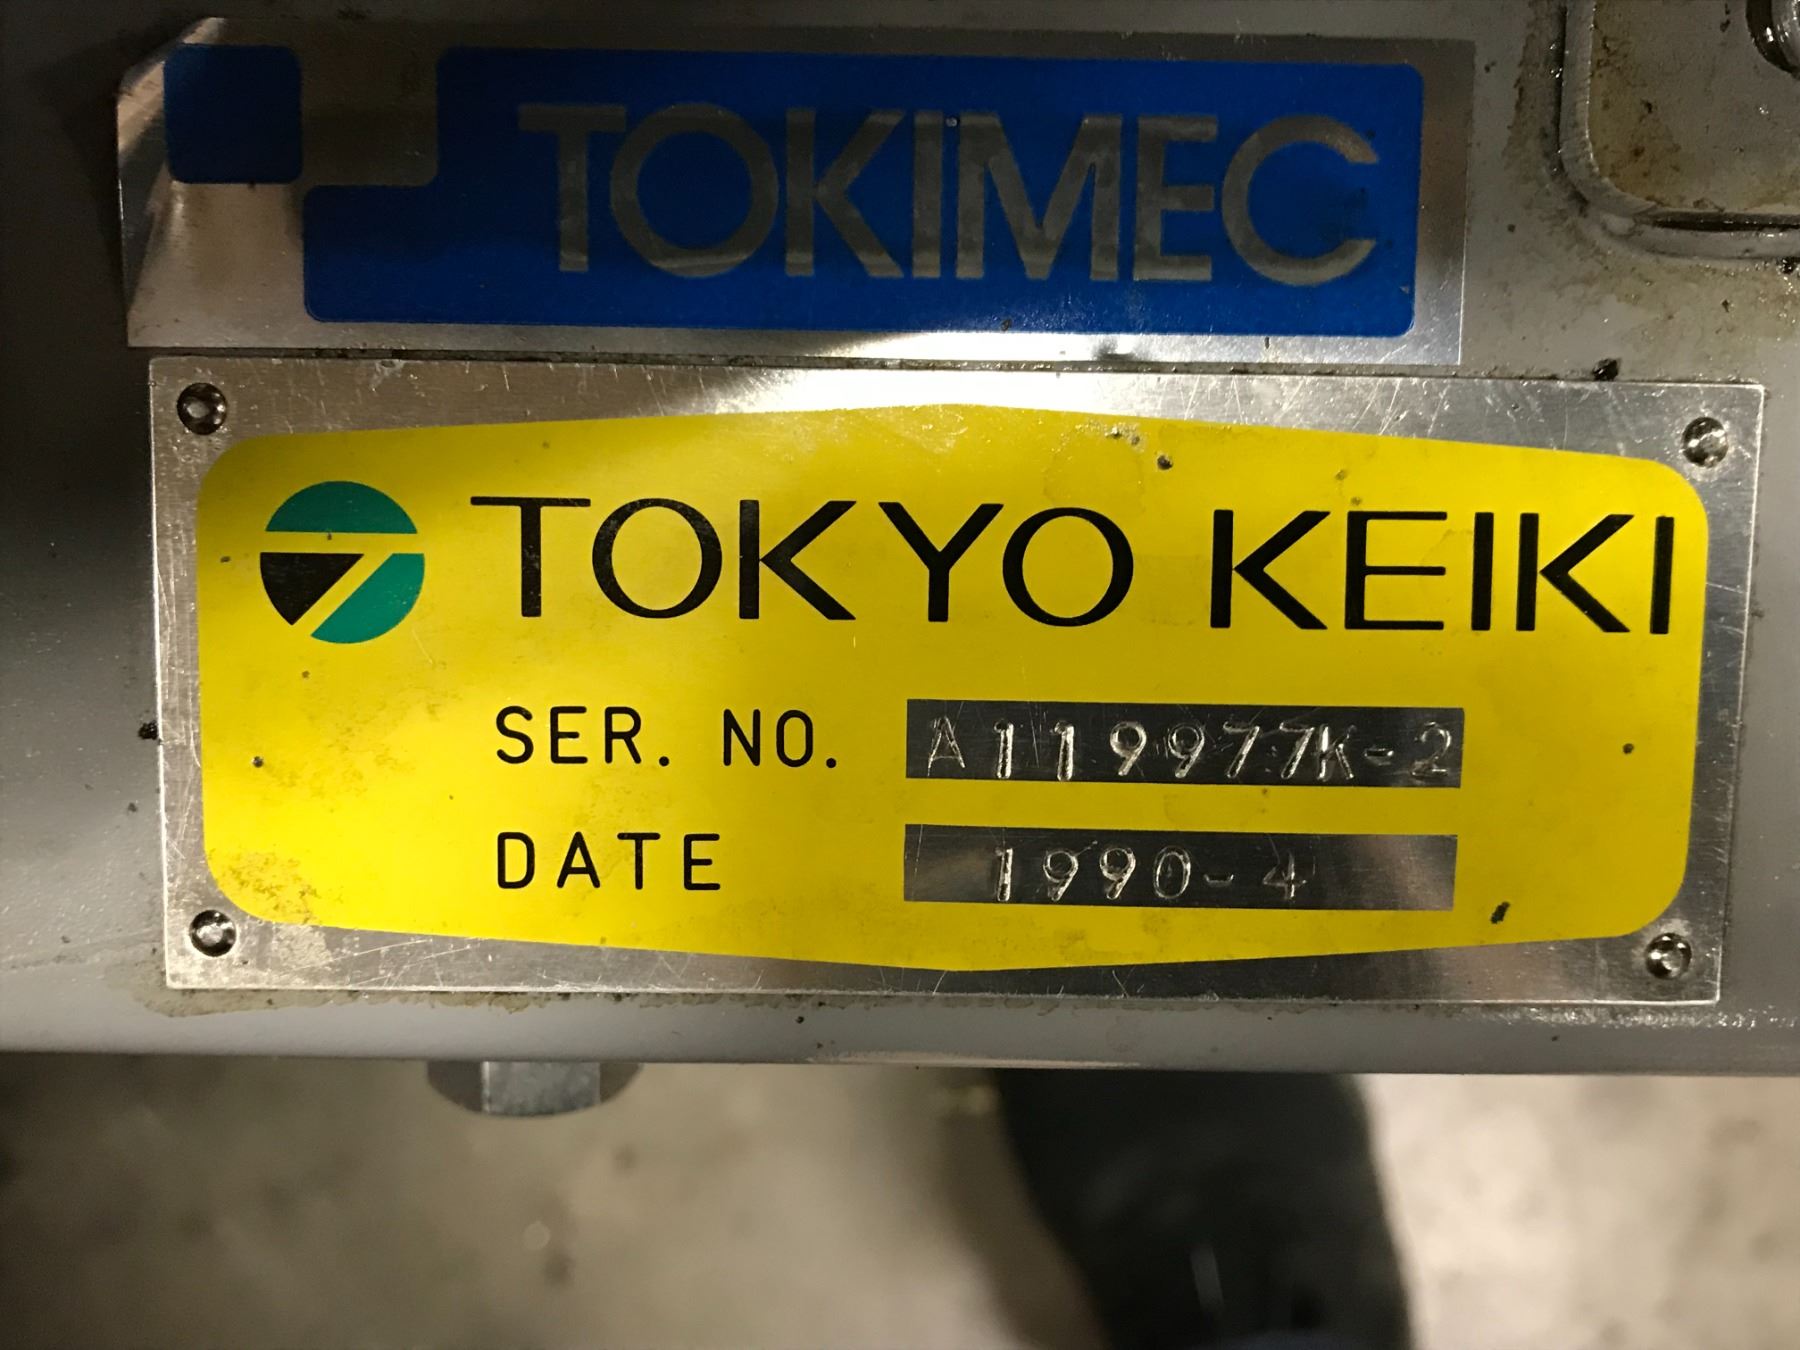 TOKIMEC
TOKYO KEIKI
SER. NO. A119977K-2
DATE 1990-4